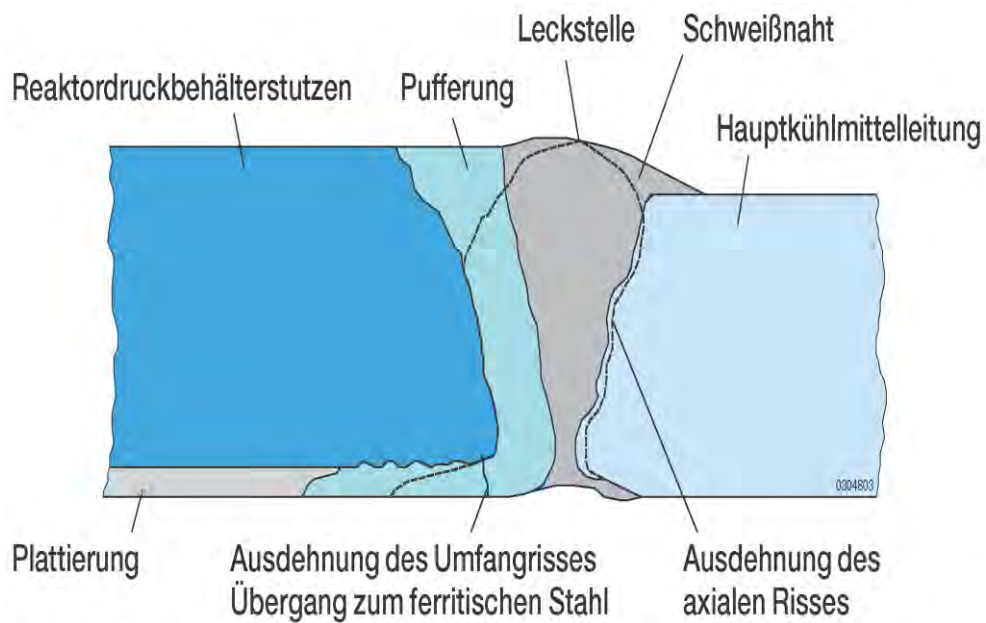 Leckstelle
Schweißnaht
Reaktordruckbehälterstutzen
Pufferung
Hauptkühlmittelleitung
0304803
Plattierung
Ausdehnung des Umfangrisses
Übergang zum ferritischen Stahl
Ausdehnung des
axialen Risses